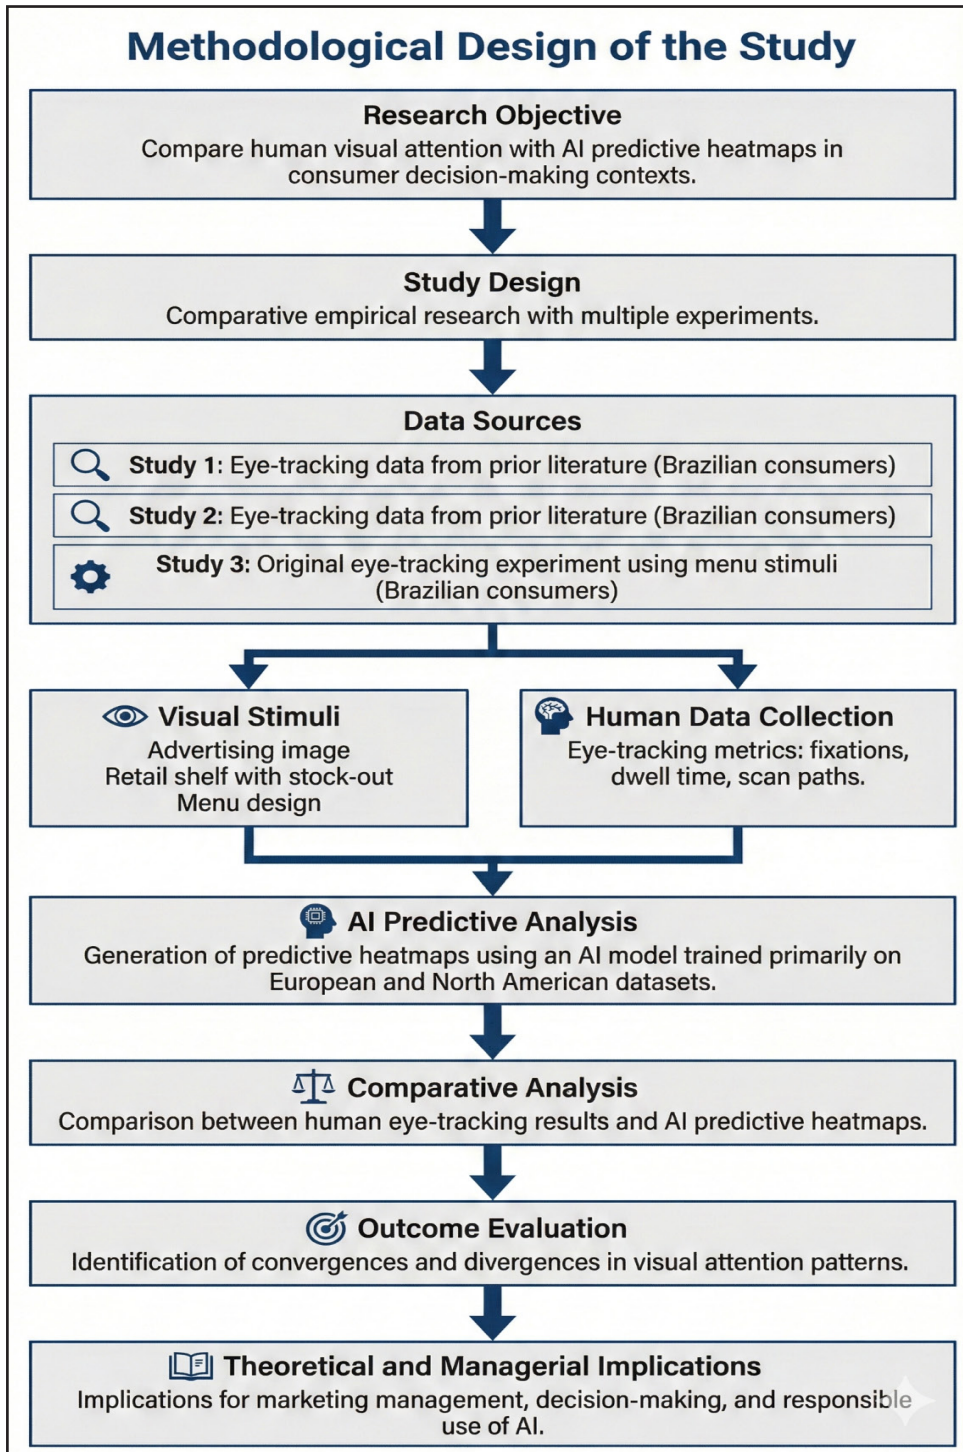 Methodological Design of the Study
Research Objective
Compare human visual attention with AI predictive heatmaps in
consumer decision-making contexts.
Study Design
Comparative empirical research with multiple experiments.
Data Sources
Study 1: Eye-tracking data from prior literature (Brazilian consumers)
Study 2: Eye-tracking data from prior literature (Brazilian consumers)
Study 3: Original eye-tracking experiment using menu stimuli
(Brazilian consumers)
Visual Stimuli
Advertising image
Retail shelf with stock-out
Menu design
Human Data Collection
Eye-tracking metrics: fixations,
dwell time, scan paths.
AI Predictive Analysis
Generation of predictive heatmaps using an AI model trained primarily on
European and North American datasets.
Comparative Analysis
Comparison between human eye-tracking results and AI predictive heatmaps.
Outcome Evaluation
Identification of convergences and divergences in visual attention patterns.
Theoretical and Managerial Implications
Implications for marketing management, decision-making, and responsible
use of AI.